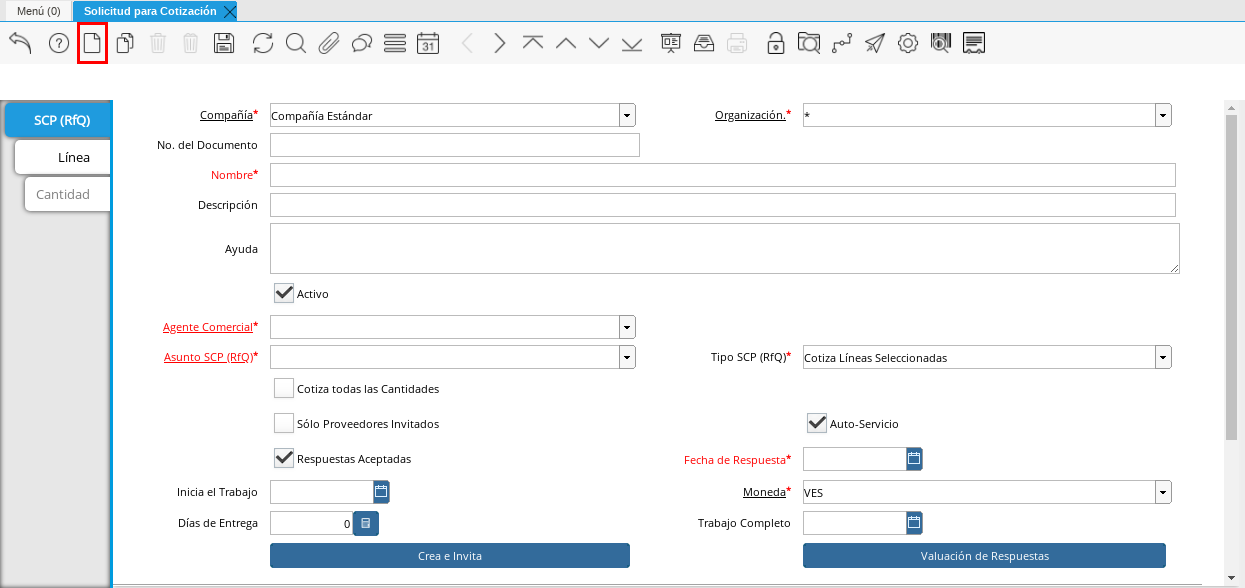 Menú (0)
Solicitud para Cotización
31
SCP (RfQ)
Línea
Cantidad
Compañía* Compañía Estándar
Organización.* *
No. del Documento
Nombre*
Descripción
Ayuda
Activo
Agente Comercial*
Asunto SCP (RfQ)*
Tipo SCP (RfQ)* Cotiza Líneas Seleccionadas
Cotiza todas las Cantidades
Sólo Proveedores Invitados
Auto-Servicio
Respuestas Aceptadas
Fecha de Respuesta*
Inicia el Trabajo
Moneda* VES
Días de Entrega 0
Trabajo Completo
Crea e Invita
Valuación de Respuestas